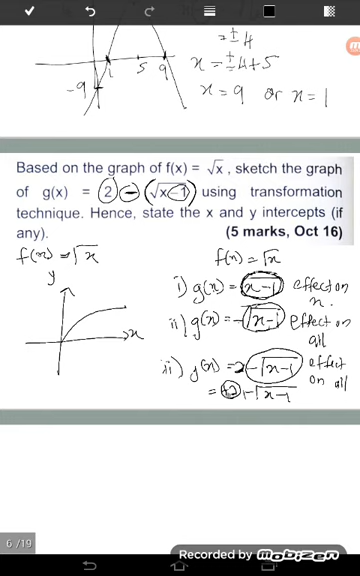 = ± 4
x = ± 4 + 5
x = 9 or x = 1
-9 1 5 9
Based on the graph of f(x) = √x, sketch the graph
of g(x) = 2 − (√x−1) using transformation
technique. Hence, state the x and y intercepts (if
any). (5 marks, Oct 16)
f(x) = √x
y
x
f(x) = √x
i) g(x) = √x-1 effect on x.
ii) g(x) = -√x-1 effect on all
iii) g(x) = 2 -√x-1 effect on all
= +2 -√x-1
6 / 19
Recorded by mobizen